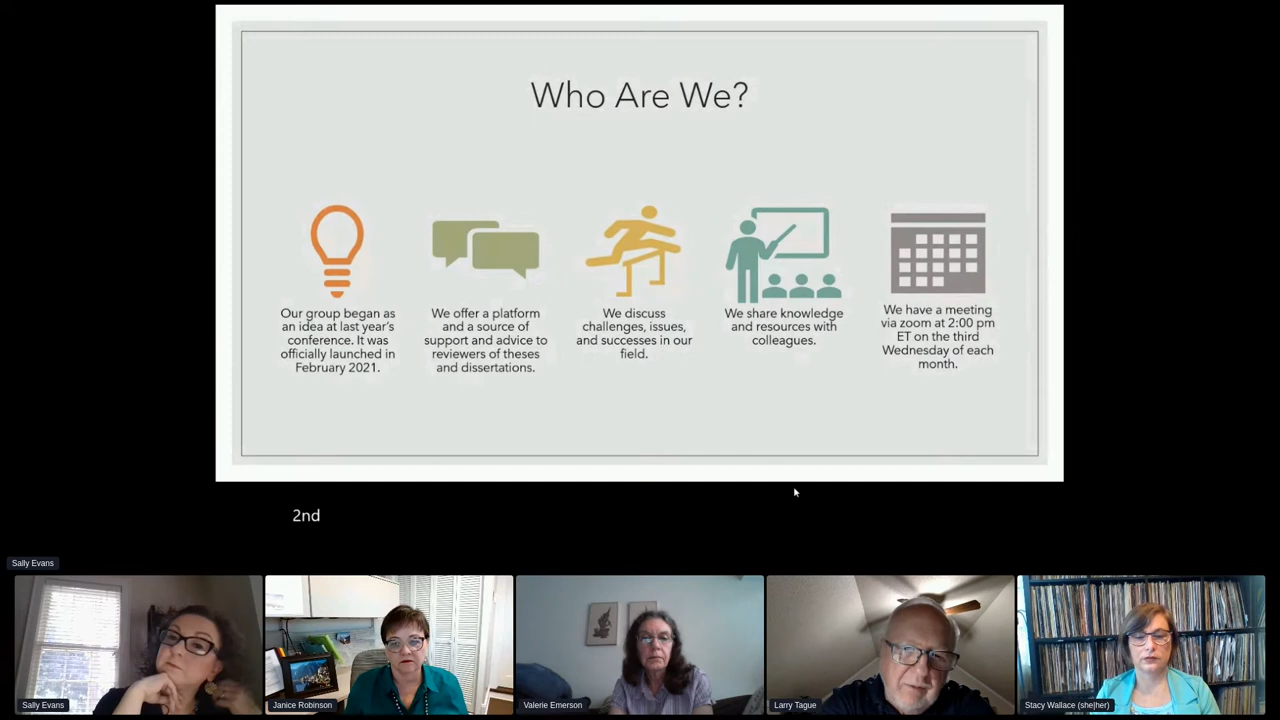 Who Are We?
Our group began as
an idea at last year's
conference. It was
officially launched in
February 2021.
We offer a platform
and a source of
support and advice to
reviewers of theses
and dissertations.
We discuss
challenges, issues,
and successes in our
field.
We share knowledge
and resources with
colleagues.
We have a meeting
via zoom at 2:00 pm
ET on the third
Wednesday of each
month.
2nd
Sally Evans
Sally Evans
Janice Robinson
Valerie Emerson
Larry Tague
Stacy Wallace (she|her)